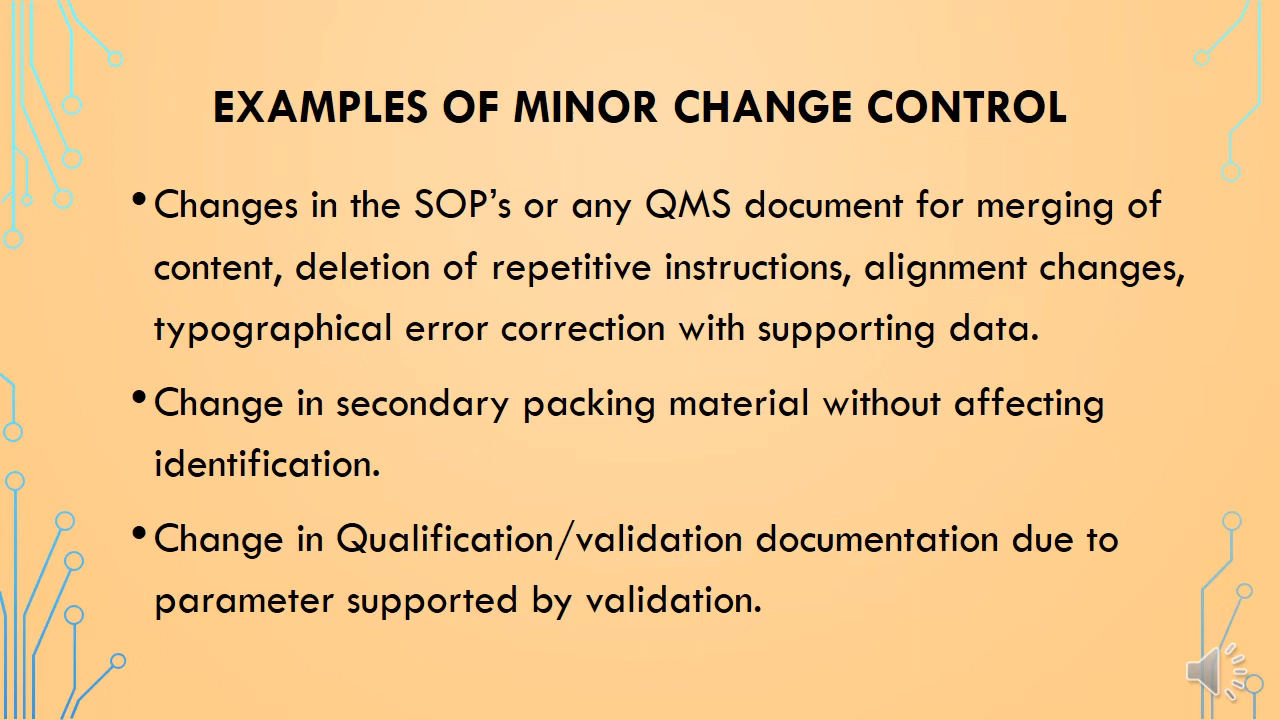 EXAMPLES OF MINOR CHANGE CONTROL
• Changes in the SOP’s or any QMS document for merging of
content, deletion of repetitive instructions, alignment changes,
typographical error correction with supporting data.
• Change in secondary packing material without affecting
identification.
• Change in Qualification/validation documentation due to
parameter supported by validation.